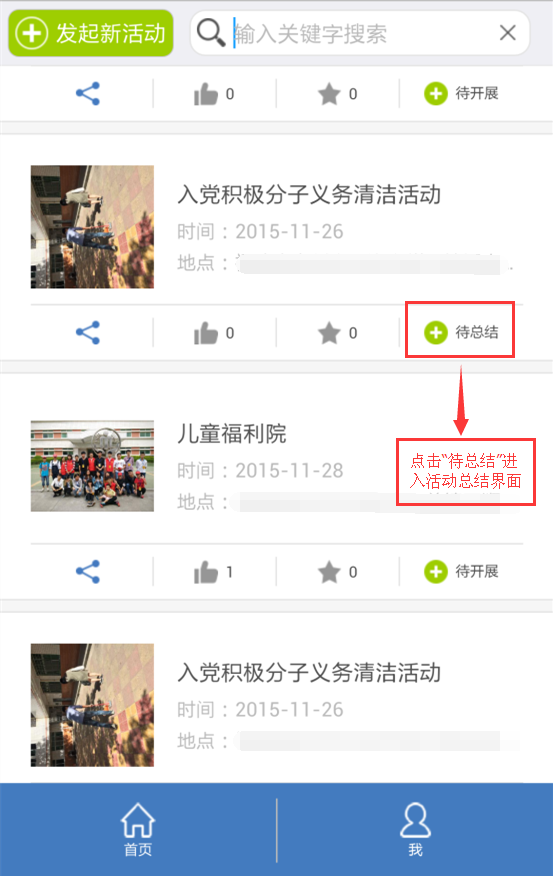 发起新活动
输入关键字搜索
0
0
待开展
入党积极分子义务清洁活动
时间：2015-11-26
地点：
0
0
待总结
儿童福利院
时间：2015-11-28
地点：
点击“待总结”进
入活动总结界面
1
0
待开展
入党积极分子义务清洁活动
时间：2015-11-26
地点：
首页
我